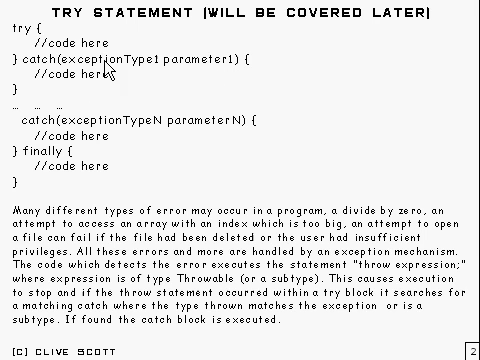 TRY STATEMENT (WILL BE COVERED LATER)
try {
//code here
} catch(exceptionType1 parameter1) {
//code here
}
... ... ...
catch(exceptionTypeN parameterN) {
//code here
} finally {
//code here
}
Many different types of error may occur in a program, a divide by zero, an
attempt to access an array with an index which is too big, an attempt to open
a file can fail if the file had been deleted or the user had insufficient
privileges. All these errors and more are handled by an exception mechanism.
The code which detects the error executes the statement "throw expression;"
where expression is of type Throwable (or a subtype). This causes execution
to stop and if the throw statement occurred within a try block it searches for
a matching catch where the type thrown matches the exception or is a
subtype. If found the catch block is executed.
(C) CLIVE SCOTT
2